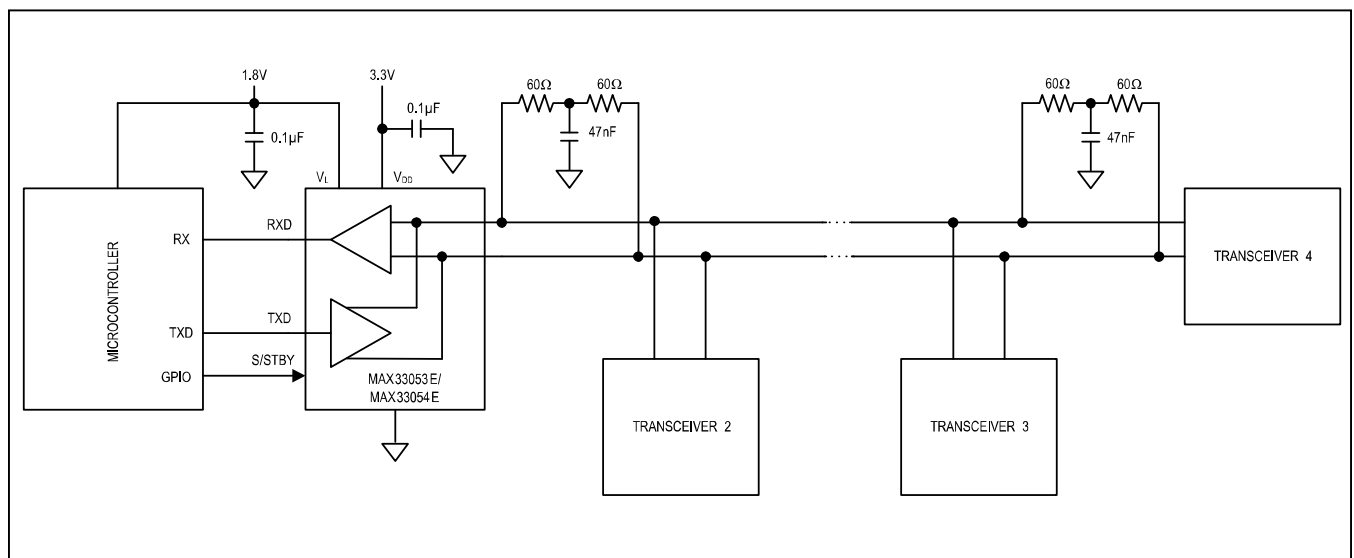 1.8V
3.3V
0.1µF
0.1µF
60Ω
60Ω
47nF
60Ω
60Ω
47nF
VL
VDD
MICROCONTROLLER
RX
RXD
TXD
TXD
GPIO
S/STBY
MAX33053E/
MAX33054E
TRANSCEIVER 2
TRANSCEIVER 3
TRANSCEIVER 4